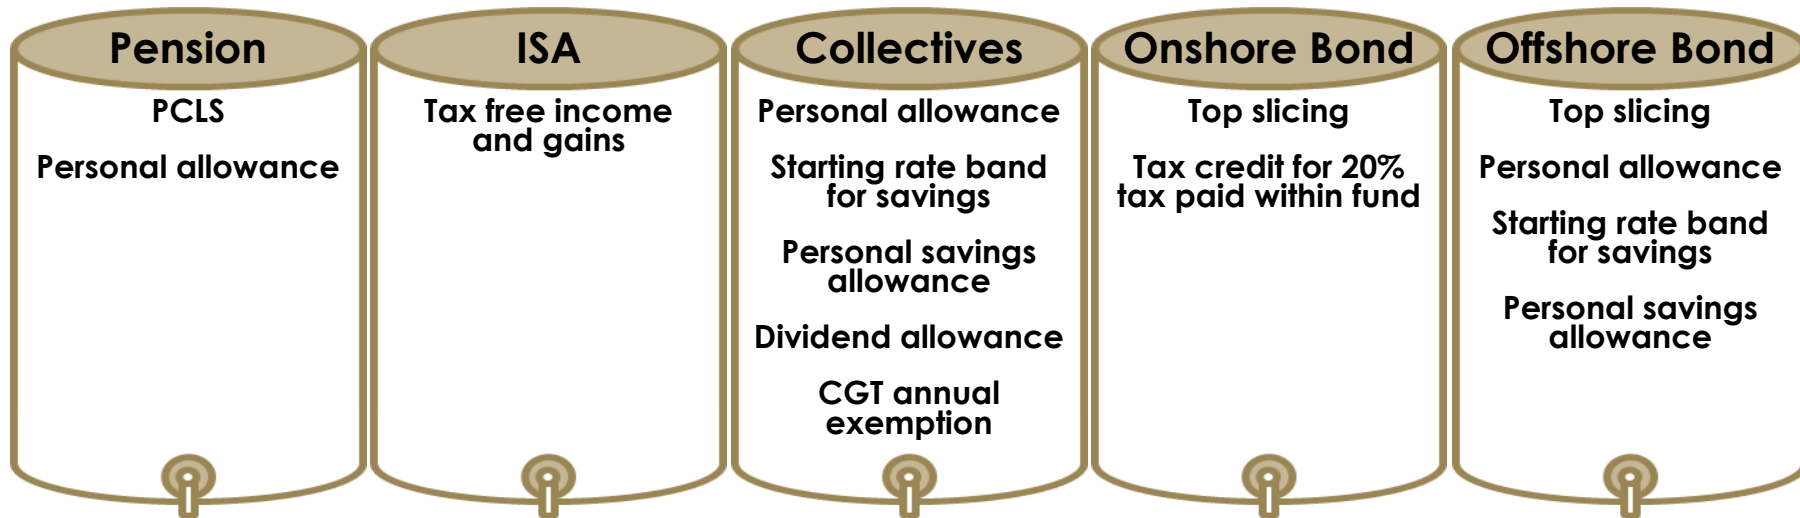 Pension
PCLS
Personal allowance
ISA
Tax free income
and gains
Collectives
Personal allowance
Starting rate band
for savings
Personal savings
allowance
Dividend allowance
CGT annual
exemption
Onshore Bond
Top slicing
Tax credit for 20%
tax paid within fund
Offshore Bond
Top slicing
Personal allowance
Starting rate band
for savings
Personal savings
allowance